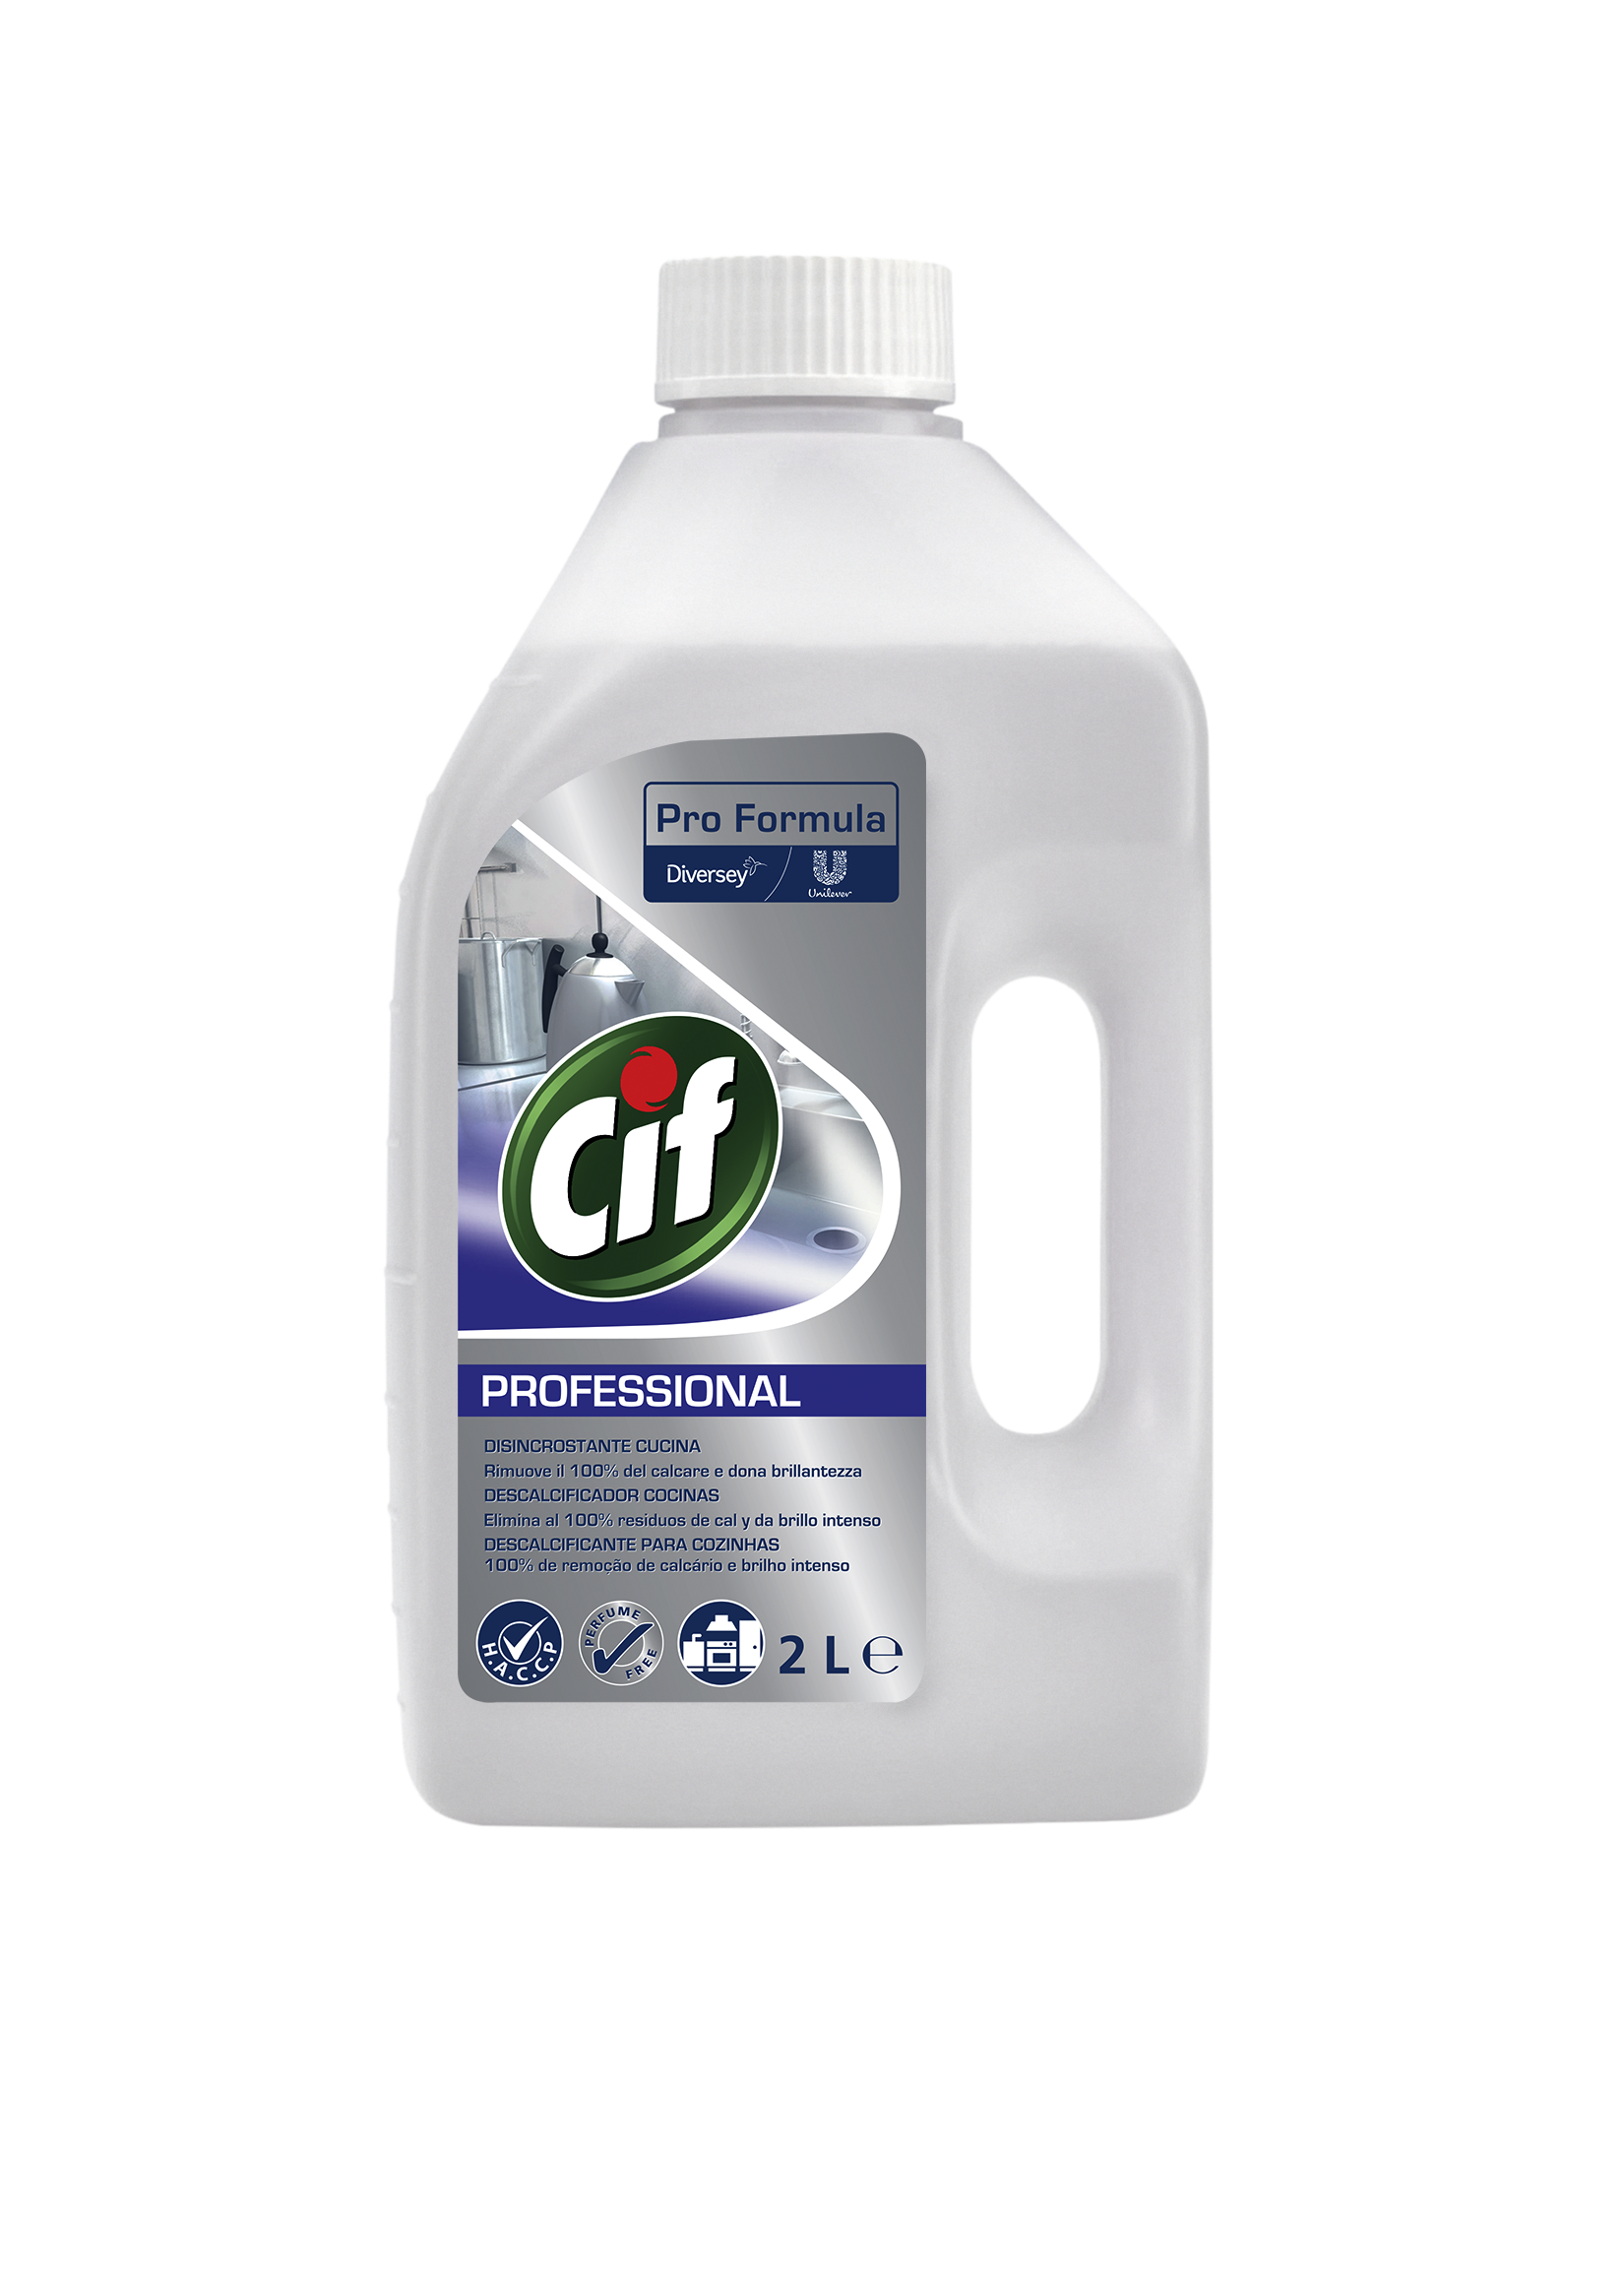 Pro Formula
Diversey
Unilever
Cif
PROFESSIONAL
DISINCROSTANTE CUCINA
Rimuove il 100% del calcare e dona brillantezza
DESCALCIFICADOR COCINAS
Elimina al 100% residuos de cal y da brillo intenso
DESCALCIFICANTE PARA COZINHAS
100% de remoção de calcário e brilho intenso
H.A.C.C.P
PERFUME FREE
2 L ℮